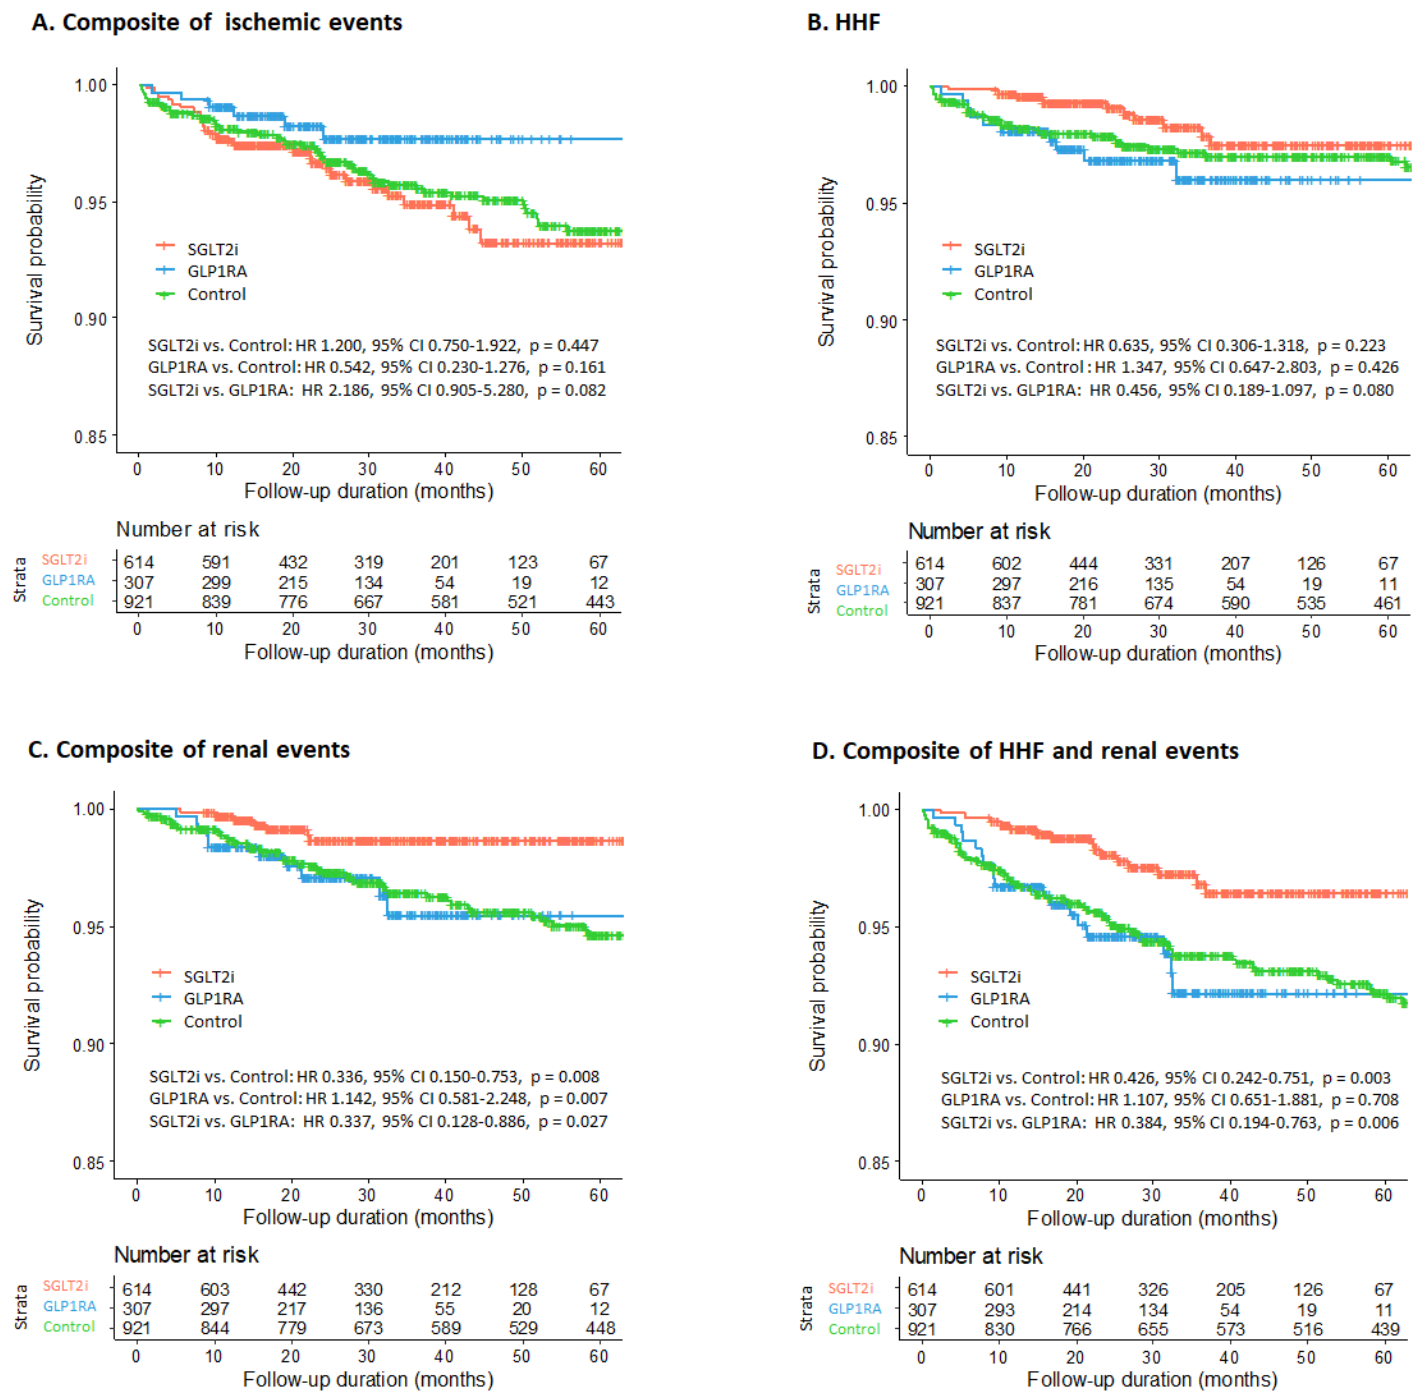 A. Composite of ischemic events
1.00
0.95
0.90
0.85
Survival probability
SGLT2i
GLP1RA
Control
SGLT2i vs. Control: HR 1.200, 95% CI 0.750-1.922, p = 0.447
GLP1RA vs. Control: HR 0.542, 95% CI 0.230-1.276, p = 0.161
SGLT2i vs. GLP1RA: HR 2.186, 95% CI 0.905-5.280, p = 0.082
0 10 20 30 40 50 60
Follow-up duration (months)
Number at risk
Strata
SGLT2i 614 591 432 319 201 123 67
GLP1RA 307 299 215 134 54 19 12
Control 921 839 776 667 581 521 443
0 10 20 30 40 50 60
Follow-up duration (months)
B. HHF
1.00
0.95
0.90
0.85
Survival probability
SGLT2i
GLP1RA
Control
SGLT2i vs. Control: HR 0.635, 95% CI 0.306-1.318, p = 0.223
GLP1RA vs. Control : HR 1.347, 95% CI 0.647-2.803, p = 0.426
SGLT2i vs. GLP1RA: HR 0.456, 95% CI 0.189-1.097, p = 0.080
0 10 20 30 40 50 60
Follow-up duration (months)
Number at risk
Strata
SGLT2i 614 602 444 331 207 126 67
GLP1RA 307 297 216 135 54 19 11
Control 921 837 781 674 590 535 461
0 10 20 30 40 50 60
Follow-up duration (months)
C. Composite of renal events
1.00
0.95
0.90
0.85
Survival probability
SGLT2i
GLP1RA
Control
SGLT2i vs. Control: HR 0.336, 95% CI 0.150-0.753, p = 0.008
GLP1RA vs. Control: HR 1.142, 95% CI 0.581-2.248, p = 0.007
SGLT2i vs. GLP1RA: HR 0.337, 95% CI 0.128-0.886, p = 0.027
0 10 20 30 40 50 60
Follow-up duration (months)
Number at risk
Strata
SGLT2i 614 603 442 330 212 128 67
GLP1RA 307 297 217 136 55 20 12
Control 921 844 779 673 589 529 448
0 10 20 30 40 50 60
Follow-up duration (months)
D. Composite of HHF and renal events
1.00
0.95
0.90
0.85
Survival probability
SGLT2i
GLP1RA
Control
SGLT2i vs. Control: HR 0.426, 95% CI 0.242-0.751, p = 0.003
GLP1RA vs. Control: HR 1.107, 95% CI 0.651-1.881, p = 0.708
SGLT2i vs. GLP1RA: HR 0.384, 95% CI 0.194-0.763, p = 0.006
0 10 20 30 40 50 60
Follow-up duration (months)
Number at risk
Strata
SGLT2i 614 601 441 326 205 126 67
GLP1RA 307 293 214 134 54 19 11
Control 921 830 766 655 573 516 439
0 10 20 30 40 50 60
Follow-up duration (months)